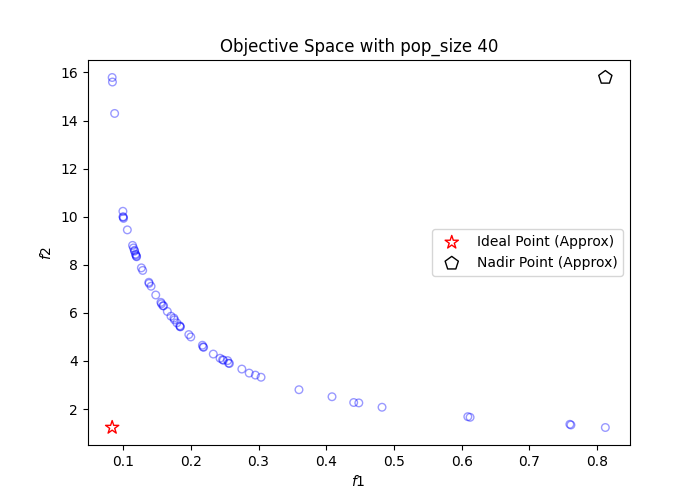 Objective Space with pop_size 40
16
14
12
10
8
6
4
2
f2
Ideal Point (Approx)
Nadir Point (Approx)
0.1 0.2 0.3 0.4 0.5 0.6 0.7 0.8
f1